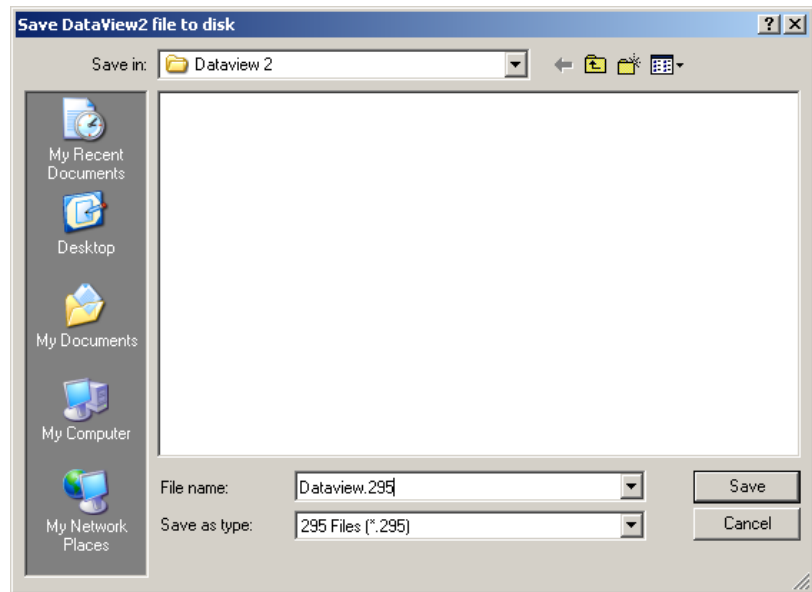 Save DataView2 file to disk
Save in:
Dataview 2
My Recent
Documents
Desktop
My Documents
My Computer
My Network
Places
File name:
Dataview.295
Save
Save as type:
295 Files (*.295)
Cancel